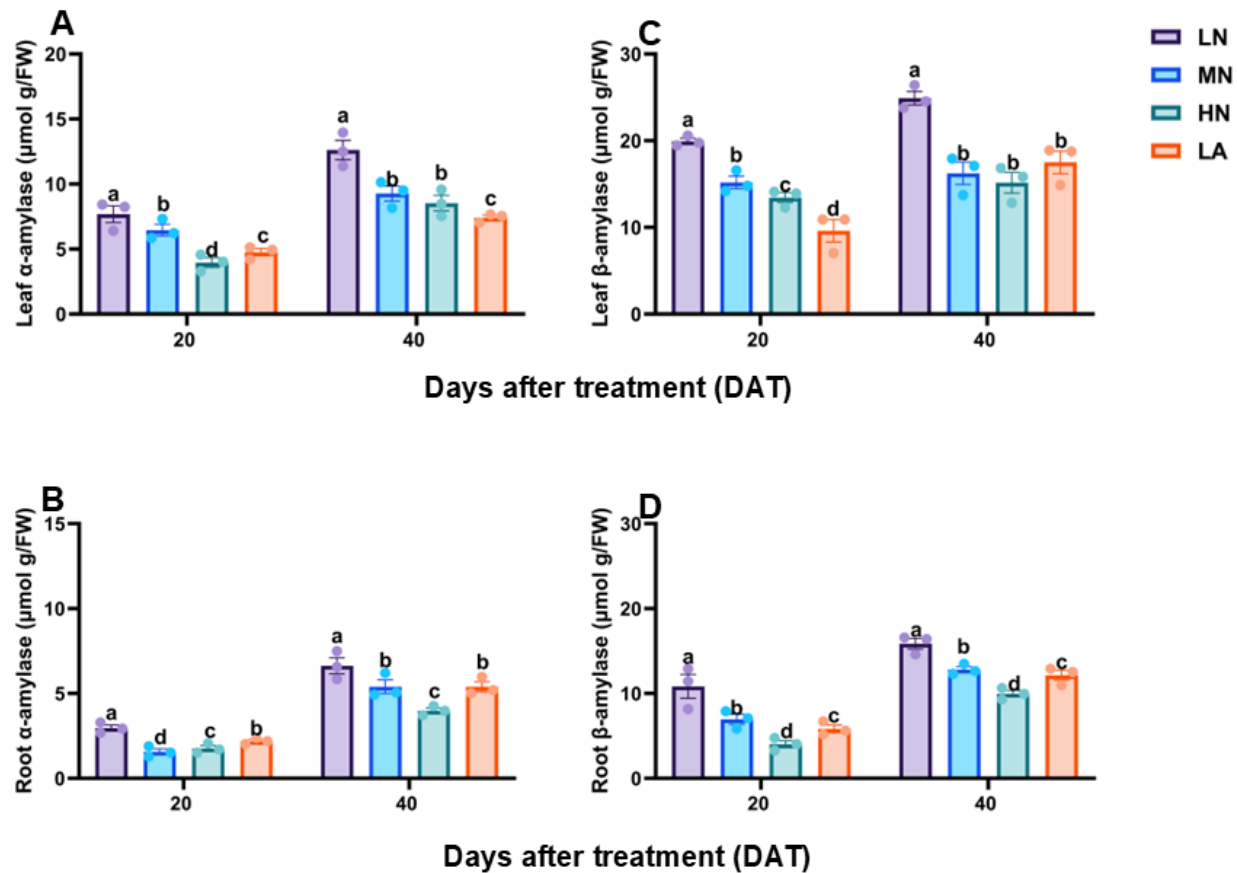 A
Leaf α-amylase (μmol g/FW)
20
15
10
5
0
a
b
d
c
a
b
b
c
20
40
C
Leaf β-amylase (μmol g/FW)
30
20
10
0
a
b
c
d
a
b
b
b
20
40
LN
MN
HN
LA
Days after treatment (DAT)
B
Root α-amylase (μmol g/FW)
15
10
5
0
a
d
c
b
a
b
c
b
20
40
D
Root β-amylase (μmol g/FW)
30
20
10
0
a
b
d
c
a
b
d
c
20
40
Days after treatment (DAT)